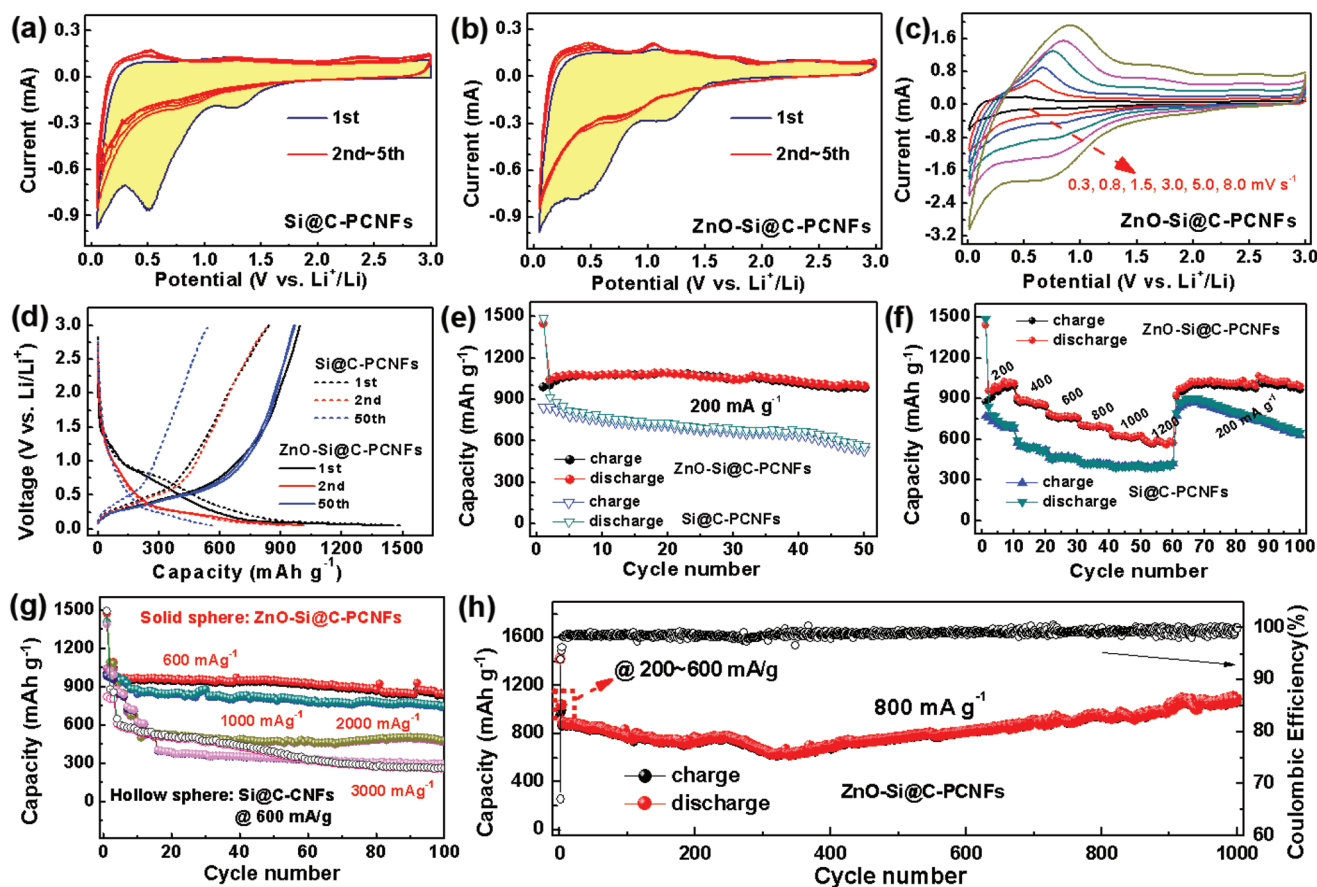 (a)
0.3
0.0
-0.3
-0.6
-0.9
Current (mA)
1st
2nd~5th
Si@C-PCNFs
0.0 0.5 1.0 1.5 2.0 2.5 3.0
Potential (V vs. Li⁺/Li)
(b)
0.3
0.0
-0.3
-0.6
-0.9
Current (mA)
1st
2nd~5th
ZnO-Si@C-PCNFs
0.0 0.5 1.0 1.5 2.0 2.5 3.0
Potential (V vs. Li⁺/Li)
(c)
1.6
0.8
0.0
-0.8
-1.6
-2.4
-3.2
Current (mA)
0.3, 0.8, 1.5, 3.0, 5.0, 8.0 mV s⁻¹
ZnO-Si@C-PCNFs
0.0 0.5 1.0 1.5 2.0 2.5 3.0
Potential (V vs. Li⁺/Li)
(d)
3.0
2.5
2.0
1.5
1.0
0.5
0.0
Voltage (V vs. Li/Li⁺)
Si@C-PCNFs
1st
2nd
50th
ZnO-Si@C-PCNFs
1st
2nd
50th
0 300 600 900 1200 1500
Capacity (mAh g⁻¹)
(e)
1500
1200
900
600
300
0
Capacity (mAh g⁻¹)
200 mA g⁻¹
charge
discharge
ZnO-Si@C-PCNFs
charge
discharge
Si@C-PCNFs
0 10 20 30 40 50
Cycle number
(f)
1500
1200
900
600
300
0
Capacity (mAh g⁻¹)
charge
discharge
ZnO-Si@C-PCNFs
200
400
600
800
1000
1200
200 mA g⁻¹
charge
discharge
Si@C-PCNFs
0 10 20 30 40 50 60 70 80 90 100
Cycle number
(g)
1500
1200
900
600
300
0
Capacity (mAh g⁻¹)
Solid sphere: ZnO-Si@C-PCNFs
600 mAg⁻¹
1000 mAg⁻¹ 2000 mAg⁻¹
3000 mAg⁻¹
Hollow sphere: Si@C-CNFs
@ 600 mA/g
0 20 40 60 80 100
Cycle number
(h)
1600
1200
1000
800
600
400
0
Capacity (mAh g⁻¹)
@ 200~600 mA/g
800 mA g⁻¹
charge
discharge
ZnO-Si@C-PCNFs
0 200 400 600 800 1000
Cycle number
100
90
80
70
60
Coulombic Efficiency(%)